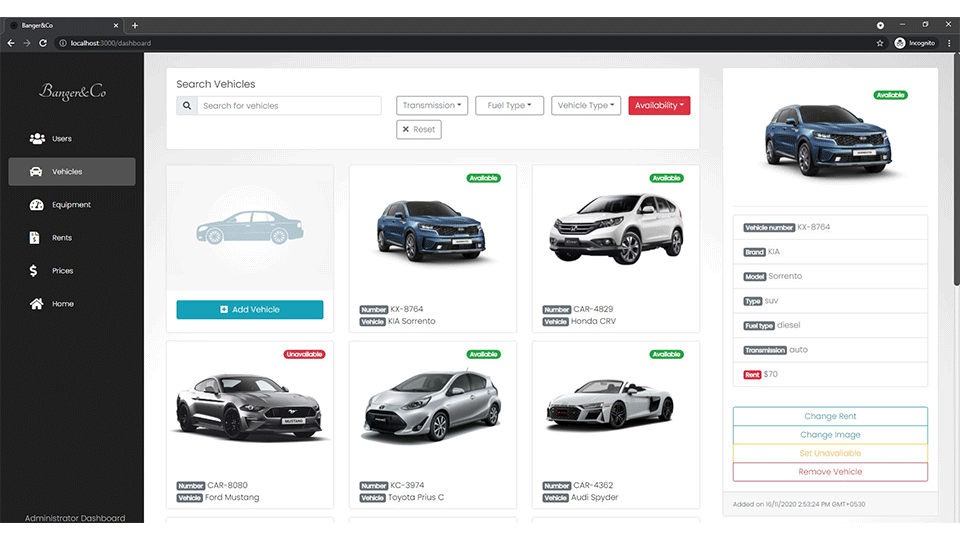 Banger&Co
localhost:3000/dashboard
Incognito
Banger&Co
Users
Vehicles
Equipment
Rents
Prices
Home
Administrator Dashboard
Search Vehicles
Search for vehicles
Transmission
Fuel Type
Vehicle Type
Availability
Reset
Add Vehicle
Available
Number KX-8764
Vehicle KIA Sorrento
Available
Number CAR-4829
Vehicle Honda CRV
Unavailable
MUSTANG
Number CAR-8080
Vehicle Ford Mustang
Available
Number KC-3974
Vehicle Toyota Prius C
Available
Number CAR-4362
Vehicle Audi Spyder
Available
Vehicle number KX-8764
Brand KIA
Model Sorrento
Type suv
Fuel type diesel
Transmission auto
Rent $70
Change Rent
Change Image
Set Unavailable
Remove Vehicle
Added on 16/11/2020 2:53:24 PM GMT+0530